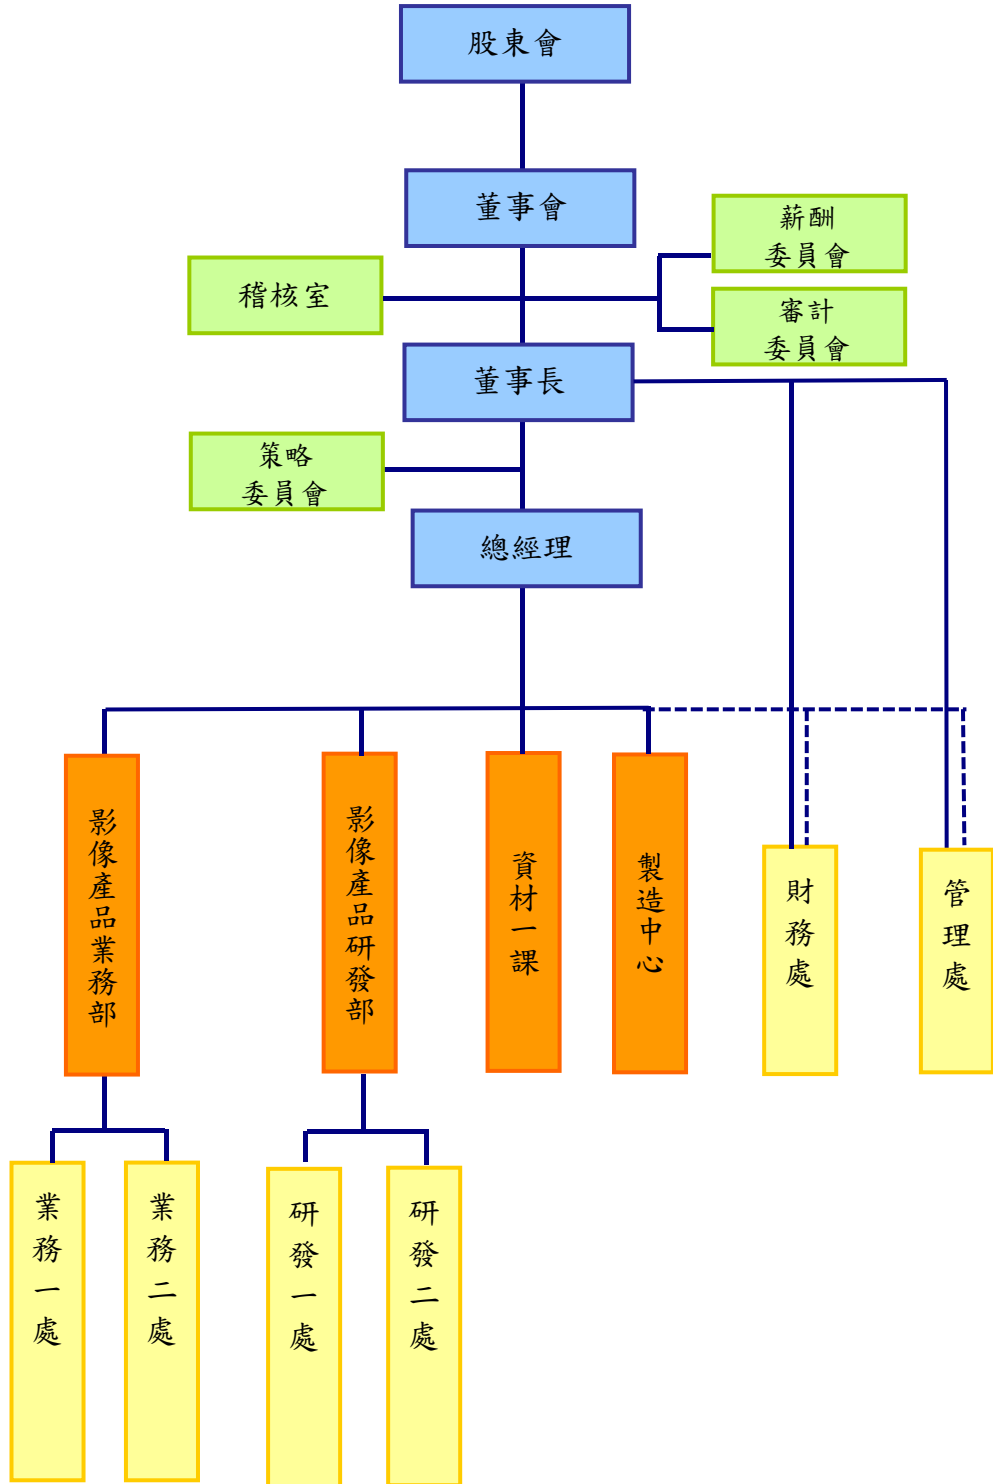 股東會
董事會
薪酬
委員會
稽核室
審計
委員會
董事長
策略
委員會
總經理
影像產品業務部
影像產品研發部
資材一課
製造中心
財務處
管理處
業務一處
業務二處
研發一處
研發二處